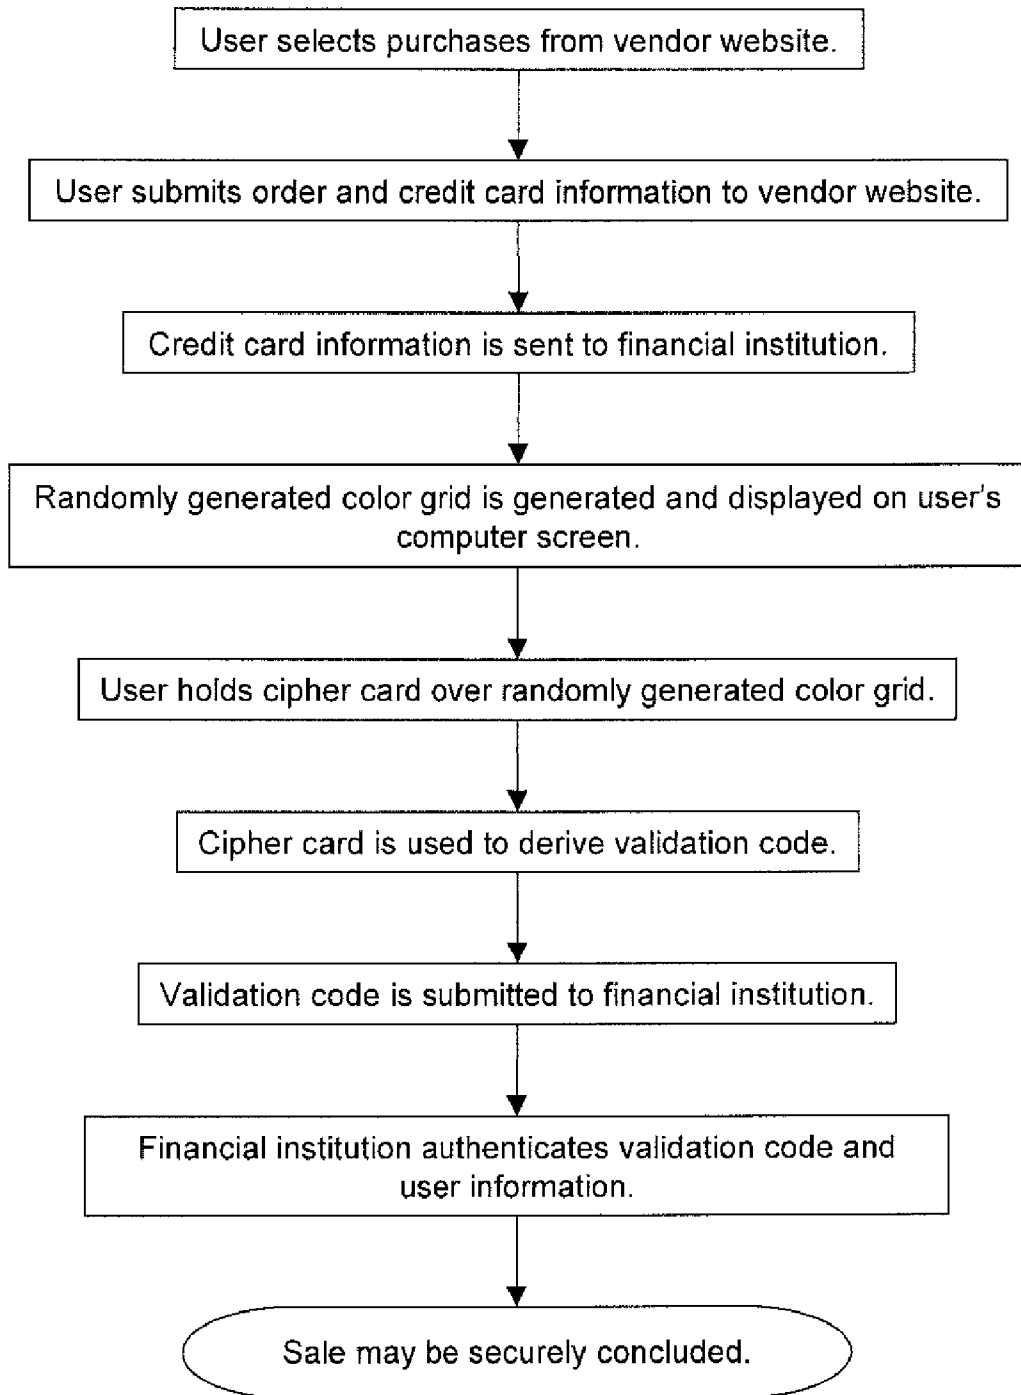 User selects purchases from vendor website.
User submits order and credit card information to vendor website.
Credit card information is sent to financial institution.
Randomly generated color grid is generated and displayed on user's
computer screen.
User holds cipher card over randomly generated color grid.
Cipher card is used to derive validation code.
Validation code is submitted to financial institution.
Financial institution authenticates validation code and
user information.
Sale may be securely concluded.